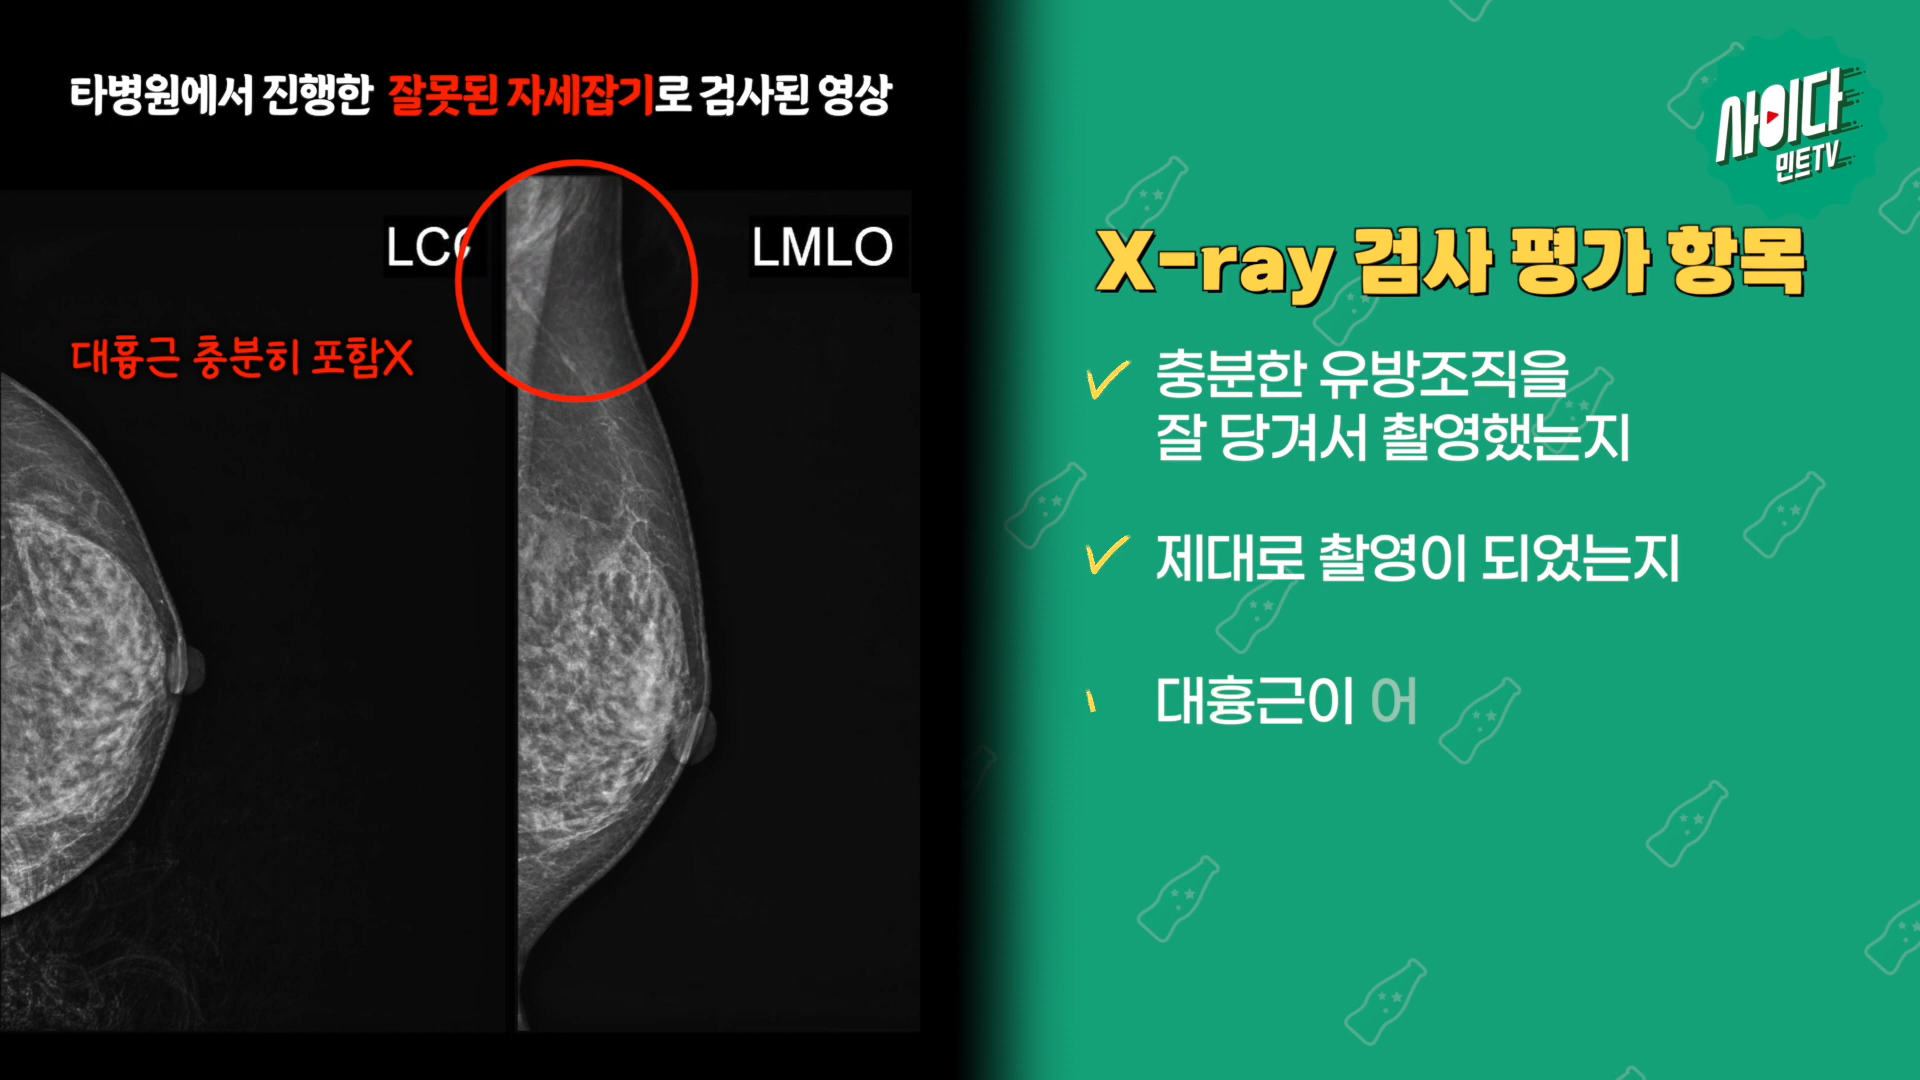 타병원에서 진행한 잘못된 자세잡기로 검사된 영상
LCC
LMLO
대흉근 충분히 포함X
사이다
민트TV
X-ray 검사 평가 항목
충분한 유방조직을
잘 당겨서 촬영했는지
제대로 촬영이 되었는지
대흉근이 어